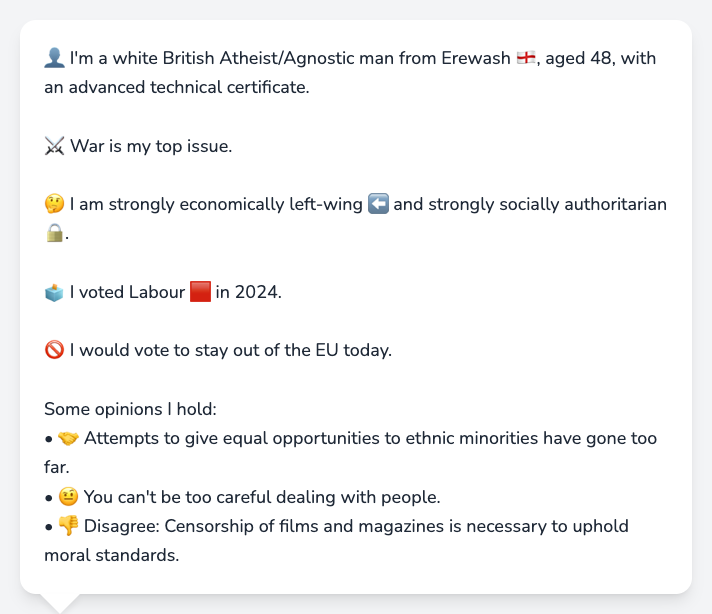 👤 I'm a white British Atheist/Agnostic man from Erewash 🏴󠁧󠁢󠁥󠁮󠁧󠁿, aged 48, with
an advanced technical certificate.
⚔️ War is my top issue.
🤔 I am strongly economically left-wing ⬅️ and strongly socially authoritarian
🔒.
🗳️ I voted Labour 🟥 in 2024.
🚫 I would vote to stay out of the EU today.
Some opinions I hold:
• 🤝 Attempts to give equal opportunities to ethnic minorities have gone too
far.
• 🤨 You can't be too careful dealing with people.
• 👎 Disagree: Censorship of films and magazines is necessary to uphold
moral standards.